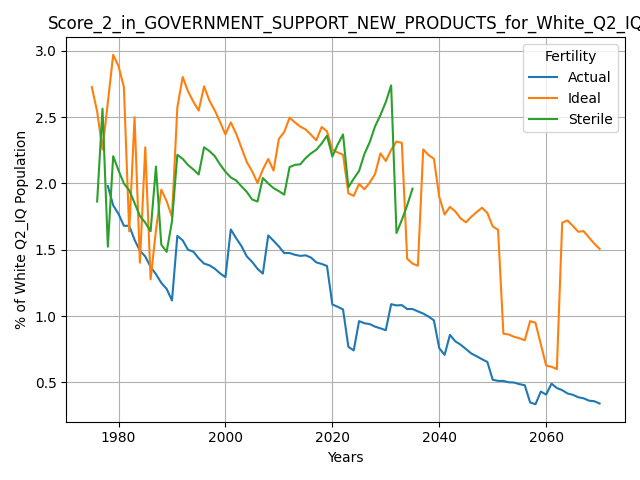 Score_2_in_GOVERNMENT_SUPPORT_NEW_PRODUCTS_for_White_Q2_IQ
3.0
2.5
2.0
1.5
1.0
0.5
% of White Q2_IQ Population
Fertility
Actual
Ideal
Sterile
1980
2000
2020
2040
2060
Years